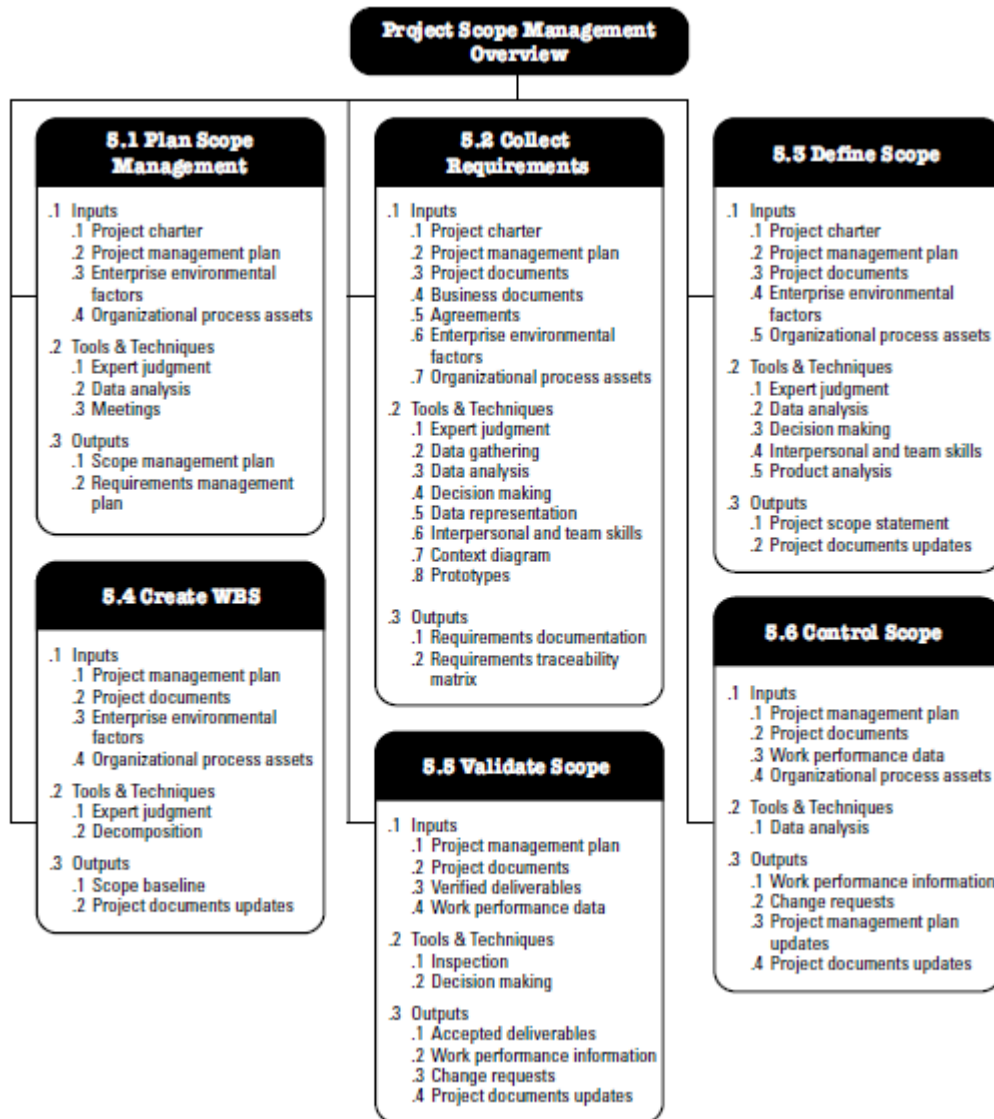 Project Scope Management
Overview
5.1 Plan Scope
Management
.1 Inputs
.1 Project charter
.2 Project management plan
.3 Enterprise environmental
factors
.4 Organizational process assets
.2 Tools & Techniques
.1 Expert judgment
.2 Data analysis
.3 Meetings
.3 Outputs
.1 Scope management plan
.2 Requirements management
plan
5.2 Collect
Requirements
.1 Inputs
.1 Project charter
.2 Project management plan
.3 Project documents
.4 Business documents
.5 Agreements
.6 Enterprise environmental
factors
.7 Organizational process assets
.2 Tools & Techniques
.1 Expert judgment
.2 Data gathering
.3 Data analysis
.4 Decision making
.5 Data representation
.6 Interpersonal and team skills
.7 Context diagram
.8 Prototypes
.3 Outputs
.1 Requirements documentation
.2 Requirements traceability
matrix
5.3 Define Scope
.1 Inputs
.1 Project charter
.2 Project management plan
.3 Project documents
.4 Enterprise environmental
factors
.5 Organizational process assets
.2 Tools & Techniques
.1 Expert judgment
.2 Data analysis
.3 Decision making
.4 Interpersonal and team skills
.5 Product analysis
.3 Outputs
.1 Project scope statement
.2 Project documents updates
5.4 Create WBS
.1 Inputs
.1 Project management plan
.2 Project documents
.3 Enterprise environmental
factors
.4 Organizational process assets
.2 Tools & Techniques
.1 Expert judgment
.2 Decomposition
.3 Outputs
.1 Scope baseline
.2 Project documents updates
5.5 Validate Scope
.1 Inputs
.1 Project management plan
.2 Project documents
.3 Verified deliverables
.4 Work performance data
.2 Tools & Techniques
.1 Inspection
.2 Decision making
.3 Outputs
.1 Accepted deliverables
.2 Work performance information
.3 Change requests
.4 Project documents updates
5.6 Control Scope
.1 Inputs
.1 Project management plan
.2 Project documents
.3 Work performance data
.4 Organizational process assets
.2 Tools & Techniques
.1 Data analysis
.3 Outputs
.1 Work performance information
.2 Change requests
.3 Project management plan
updates
.4 Project documents updates